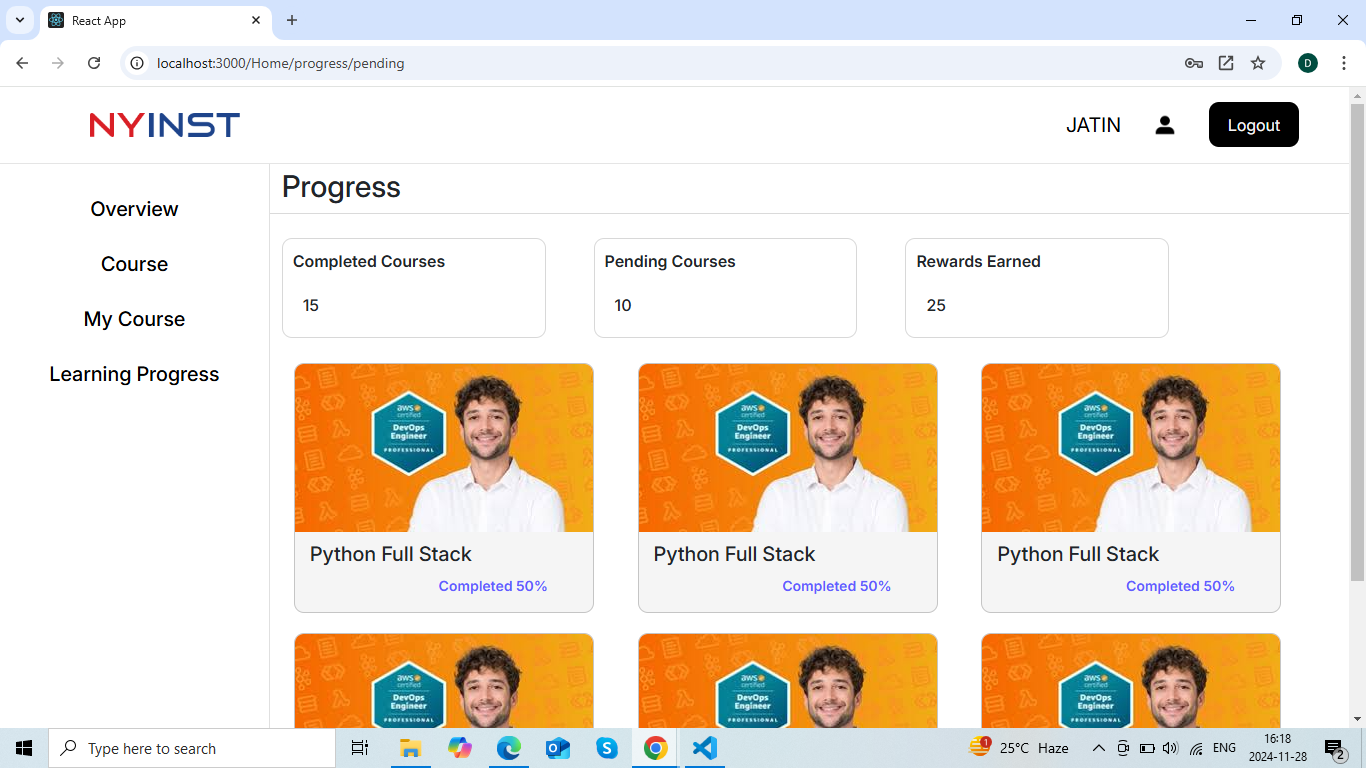 React App
localhost:3000/Home/progress/pending
D
NYINST
JATIN
Logout
Overview
Course
My Course
Learning Progress
Progress
Completed Courses
15
Pending Courses
10
Rewards Earned
25
aws
certified
DevOps
Engineer
PROFESSIONAL
Python Full Stack
Completed 50%
aws
certified
DevOps
Engineer
PROFESSIONAL
Python Full Stack
Completed 50%
aws
certified
DevOps
Engineer
PROFESSIONAL
Python Full Stack
Completed 50%
aws
certified
DevOps
Engineer
PROFESSIONAL
aws
certified
DevOps
Engineer
PROFESSIONAL
aws
certified
DevOps
Engineer
PROFESSIONAL
Type here to search
1
25°C Haze
ENG
16:18
2024-11-28
2